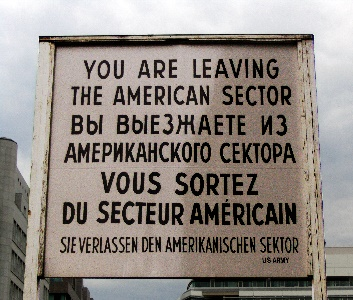 YOU ARE LEAVING
THE AMERICAN SECTOR
ВЫ ВЫЕЗЖАЕТЕ ИЗ
АМЕРИКАНСКОГО СЕКТОРА
VOUS SORTEZ
DU SECTEUR AMÉRICAIN
SIE VERLASSEN DEN AMERIKANISCHEN SEKTOR
US ARMY